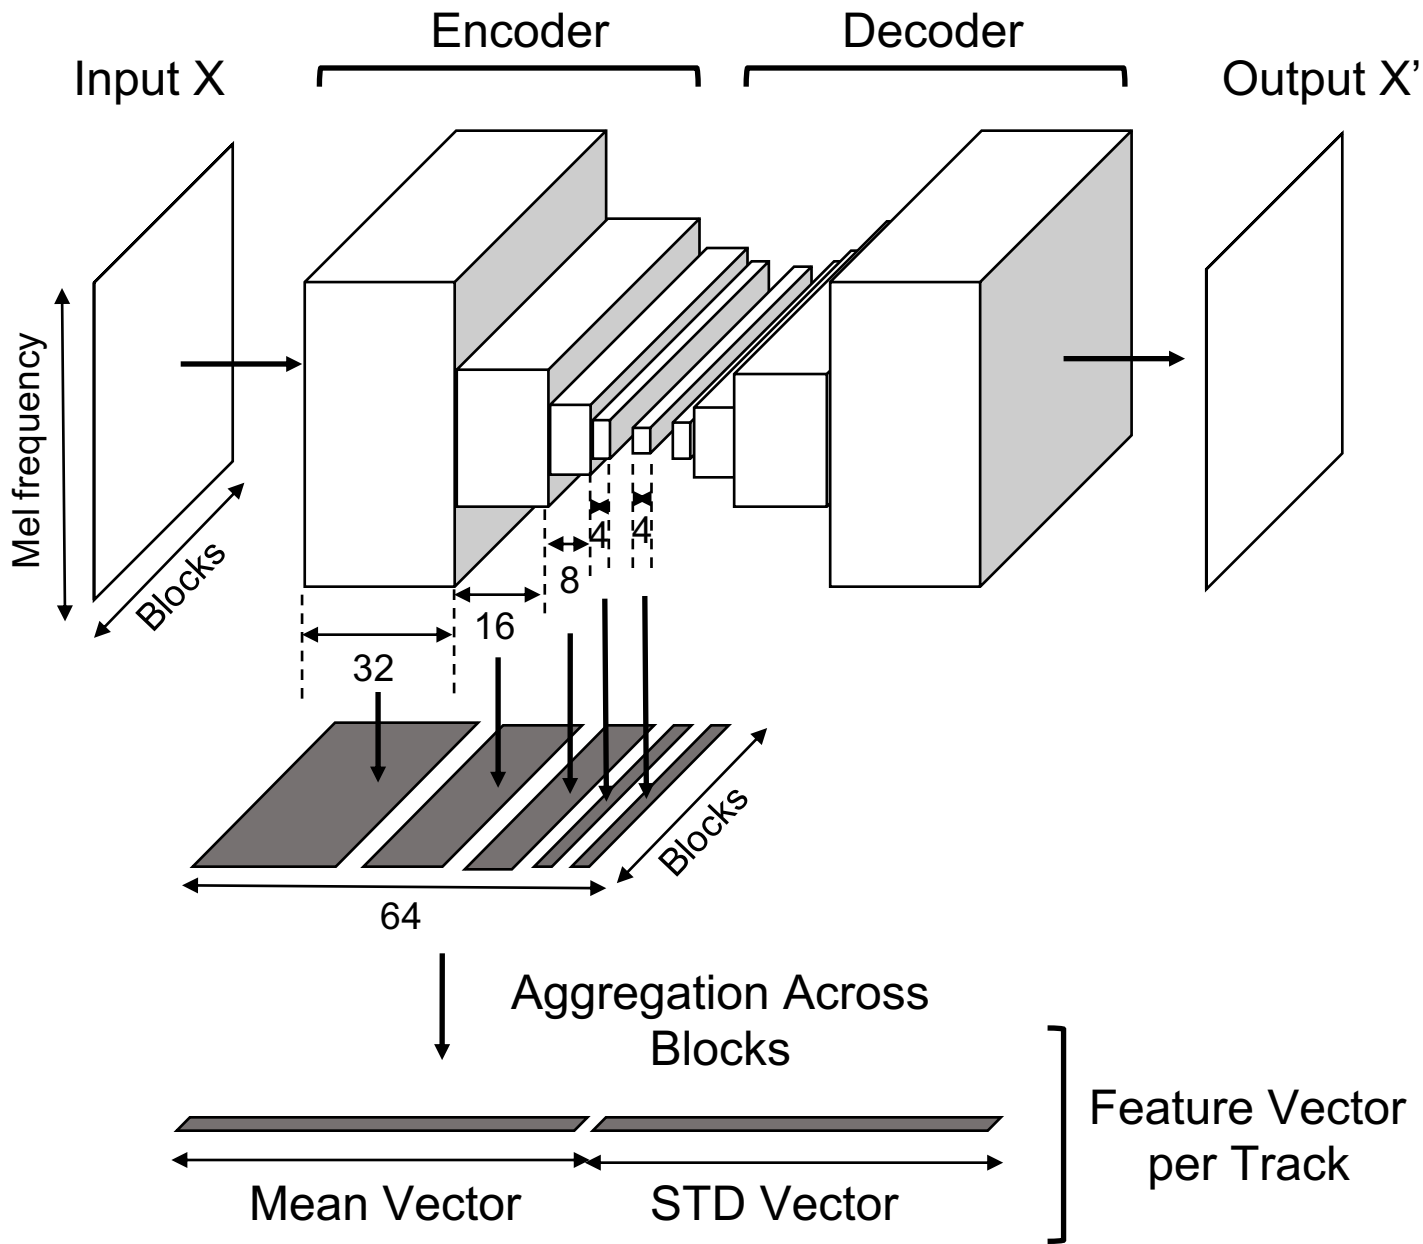 Encoder
Decoder
Input X
Output X’
Mel frequency
Blocks
4
4
8
16
32
Blocks
64
Aggregation Across
Blocks
Feature Vector
per Track
Mean Vector
STD Vector